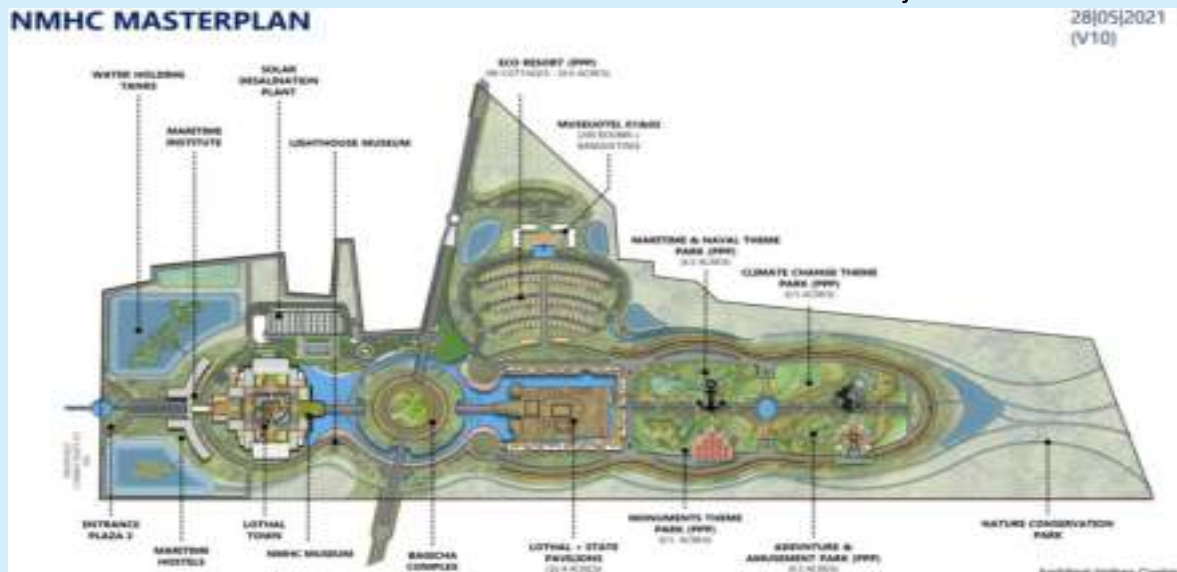 NMHC MASTERPLAN
28|05|2021
(V10)
WATER HOLDING
TANKS
SOLAR
DESALINATION
PLANT
ECO RESORT (PPP)
MARITIME
INSTITUTE
LIGHTHOUSE MUSEUM
MUSEOTEL
MARITIME & NAVAL THEME
PARK (PPP)
CLIMATE CHANGE THEME
PARK (PPP)
ENTRANCE
PLAZA 2
MARITIME
HOSTELS
LOTHAL
TOWN
NMHC MUSEUM
BAGICHA
COMPLEX
LOTHAL + STATE
PAVILIONS
MONUMENTS THEME
PARK (PPP)
ADVENTURE &
AMUSEMENT PARK (PPP)
NATURE CONSERVATION
PARK